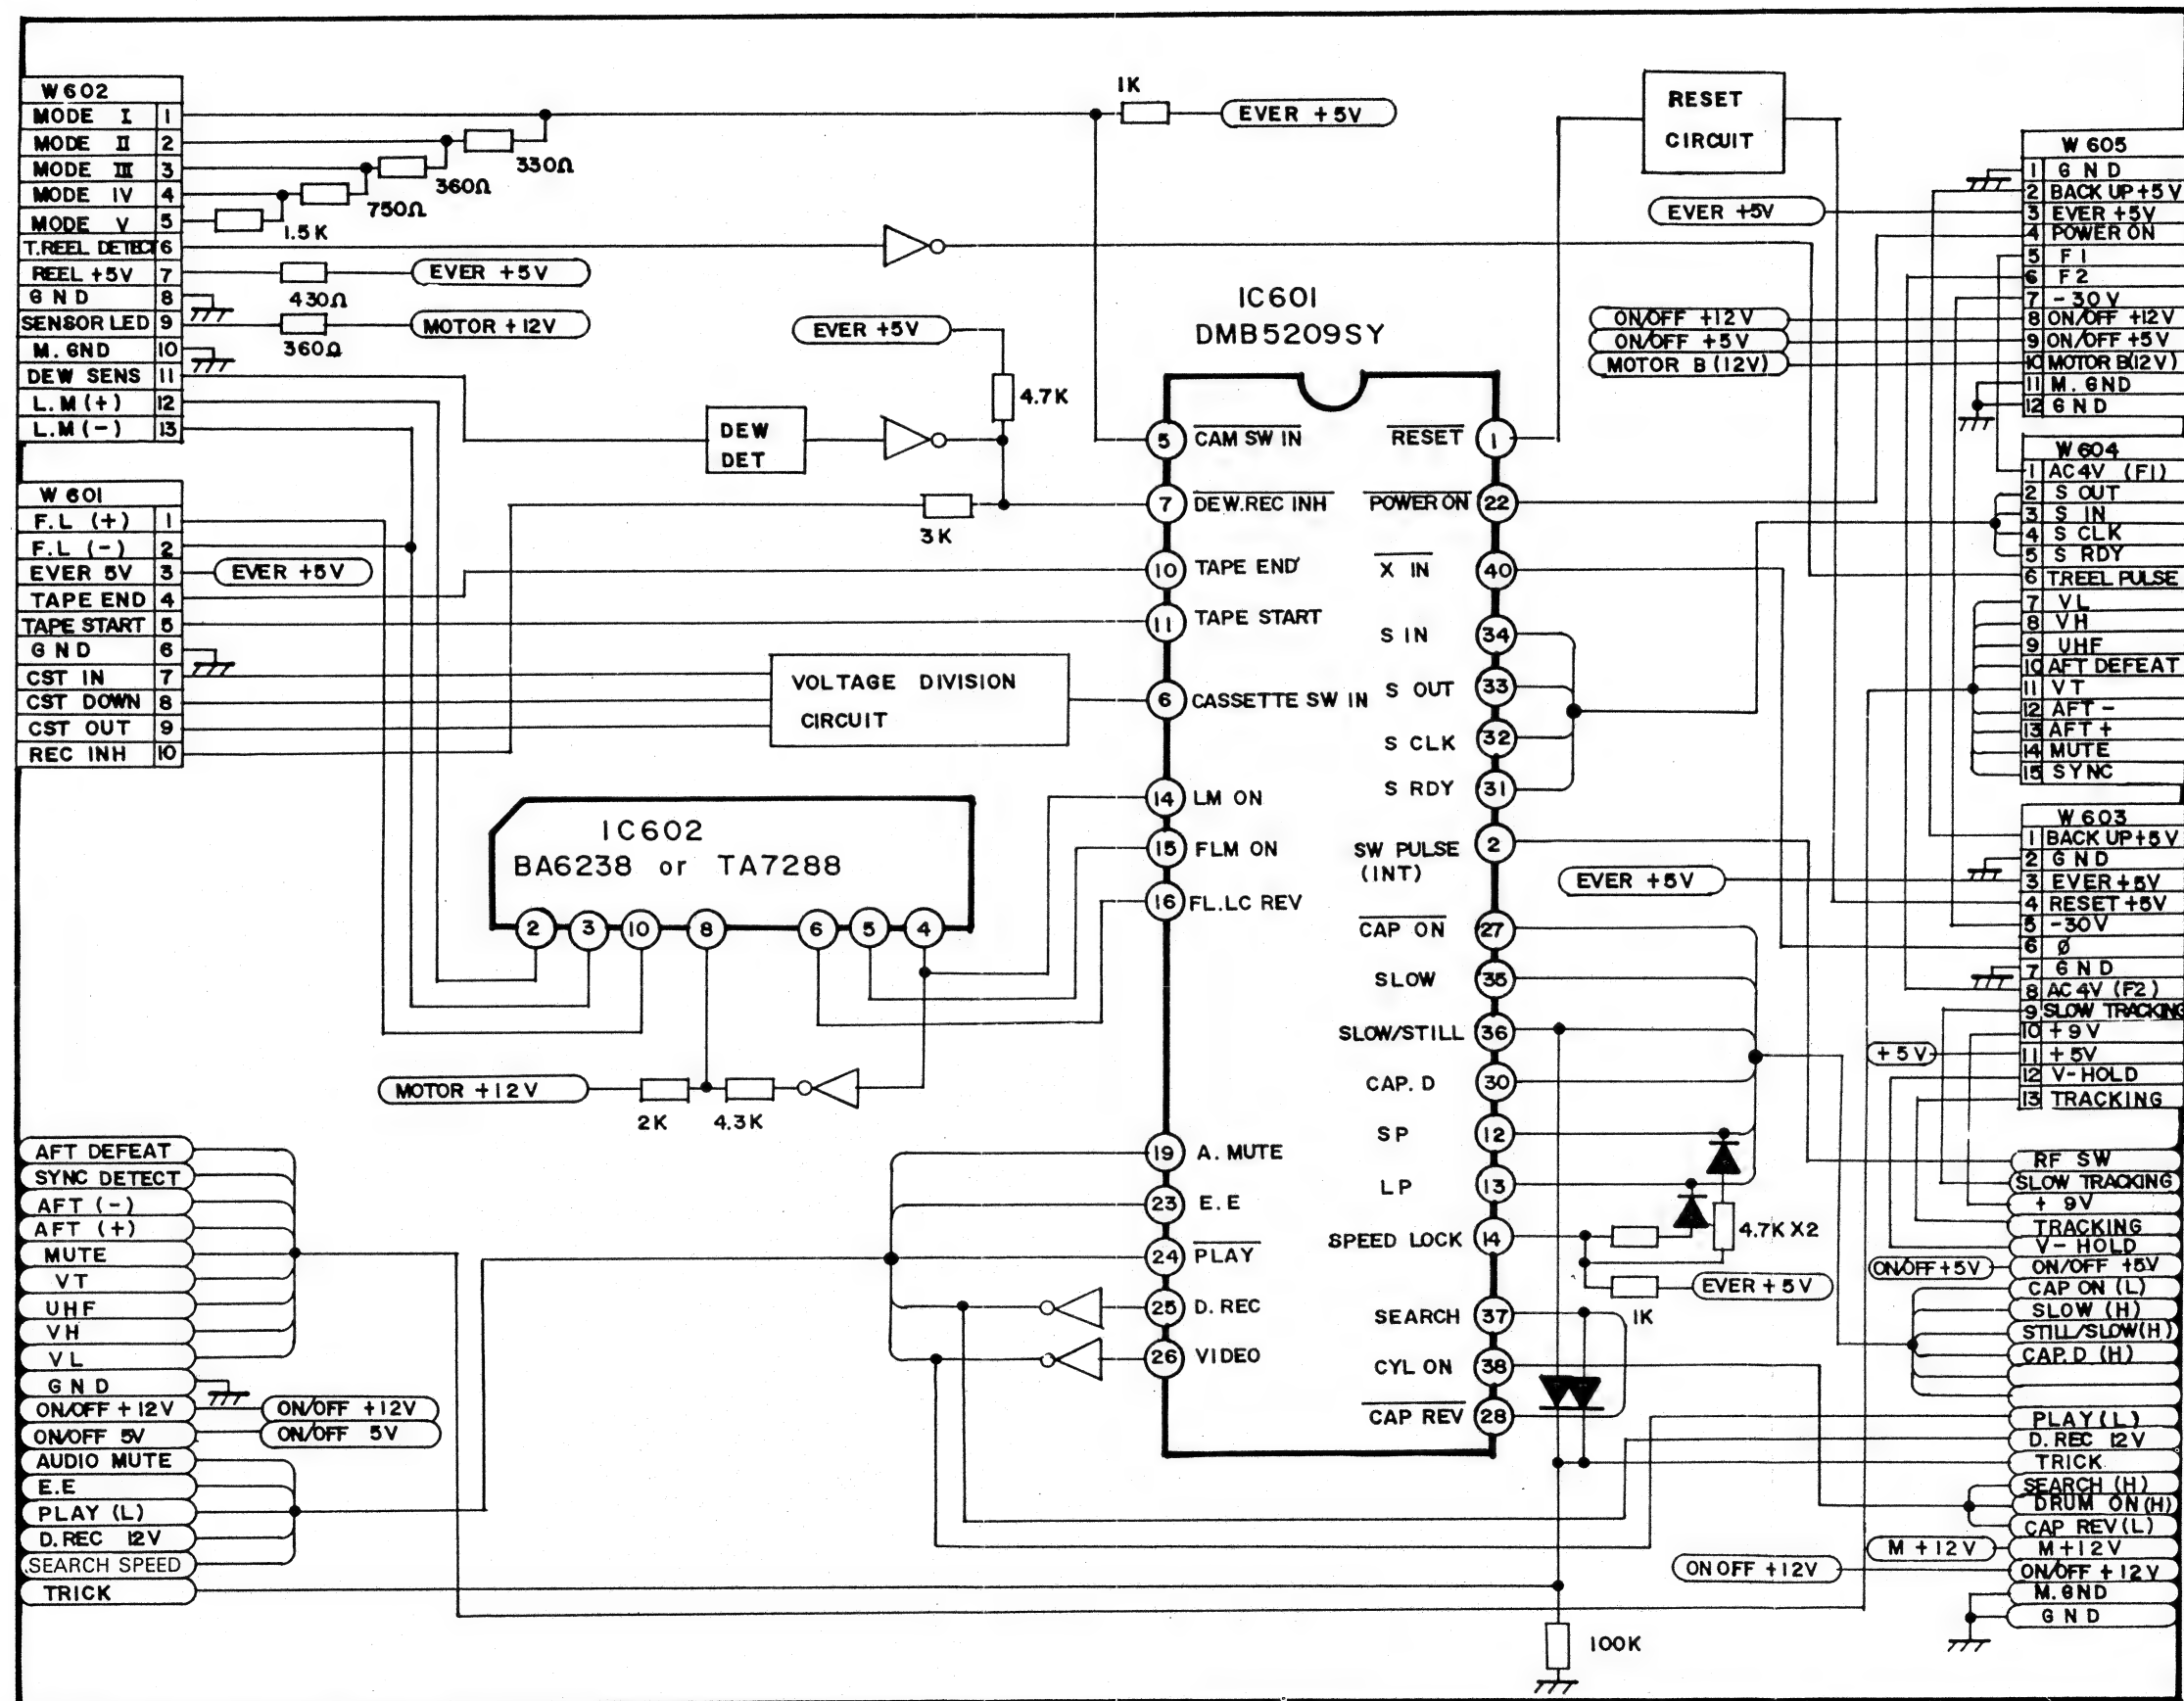 W602
MODE I 1
MODE II 2
MODE III 3
MODE IV 4
MODE V 5
T.REEL DETECT 6
REEL +5V 7
GND 8
SENSOR LED 9
M. GND 10
DEW SENS 11
L.M (+) 12
L.M (-) 13
330Ω
360Ω
750Ω
1.5K
430Ω
EVER +5V
360Ω
MOTOR +12V
1K
EVER +5V
W601
F.L (+) 1
F.L (-) 2
EVER 5V 3
TAPE END 4
TAPE START 5
GND 6
CST IN 7
CST DOWN 8
CST OUT 9
REC INH 10
EVER +5V
EVER +5V
4.7K
DEW
DET
3K
VOLTAGE DIVISION
CIRCUIT
IC602
BA6238 or TA7288
2 3 10 8 6 5 4
MOTOR +12V
2K
4.3K
IC601
DMB5209SY
5 CAM SW IN
7 DEW.REC INH
10 TAPE END
11 TAPE START
6 CASSETTE SW IN
14 LM ON
15 FLM ON
16 FL.LC REV
19 A. MUTE
23 E.E
24 PLAY
25 D. REC
26 VIDEO
RESET 1
POWER ON 22
X IN 40
S IN 34
S OUT 33
S CLK 32
S RDY 31
SW PULSE 2
(INT)
CAP ON 27
SLOW 35
SLOW/STILL 36
CAP. D 30
SP 12
LP 13
SPEED LOCK 14
SEARCH 37
CYL ON 38
CAP REV 28
4.7K X2
EVER +5V
1K
100K
RESET
CIRCUIT
EVER +5V
ON/OFF +12V
ON/OFF +5V
MOTOR B (12V)
EVER +5V
+5V
ON/OFF +5V
M +12V
ON OFF +12V
W605
1 GND
2 BACK UP +5V
3 EVER +5V
4 POWER ON
5 F1
6 F2
7 -30V
8 ON/OFF +12V
9 ON/OFF +5V
10 MOTOR B(12V)
11 M. GND
12 GND
W604
1 AC4V (F1)
2 S OUT
3 S IN
4 S CLK
5 S RDY
6 T.REEL PULSE
7 VL
8 VH
9 UHF
10 AFT DEFEAT
11 VT
12 AFT -
13 AFT +
14 MUTE
15 SYNC
W603
1 BACK UP +5V
2 GND
3 EVER +5V
4 RESET +5V
5 -30V
6 Ø
7 GND
8 AC 4V (F2)
9 SLOW TRACKING
10 +9V
11 +5V
12 V-HOLD
13 TRACKING
RF SW
SLOW TRACKING
+ 9V
TRACKING
V-HOLD
ON/OFF +5V
CAP ON (L)
SLOW (H)
STILL/SLOW(H)
CAP.D (H)
PLAY(L)
D.REC 12V
TRICK
SEARCH (H)
DRUM ON(H)
CAP REV(L)
M+12V
ON/OFF +12V
M.GND
GND
AFT DEFEAT
SYNC DETECT
AFT (-)
AFT (+)
MUTE
VT
UHF
VH
VL
GND
ON/OFF +12V
ON/OFF 5V
AUDIO MUTE
E.E
PLAY (L)
D.REC 12V
SEARCH SPEED
TRICK
ON/OFF +12V
ON/OFF 5V